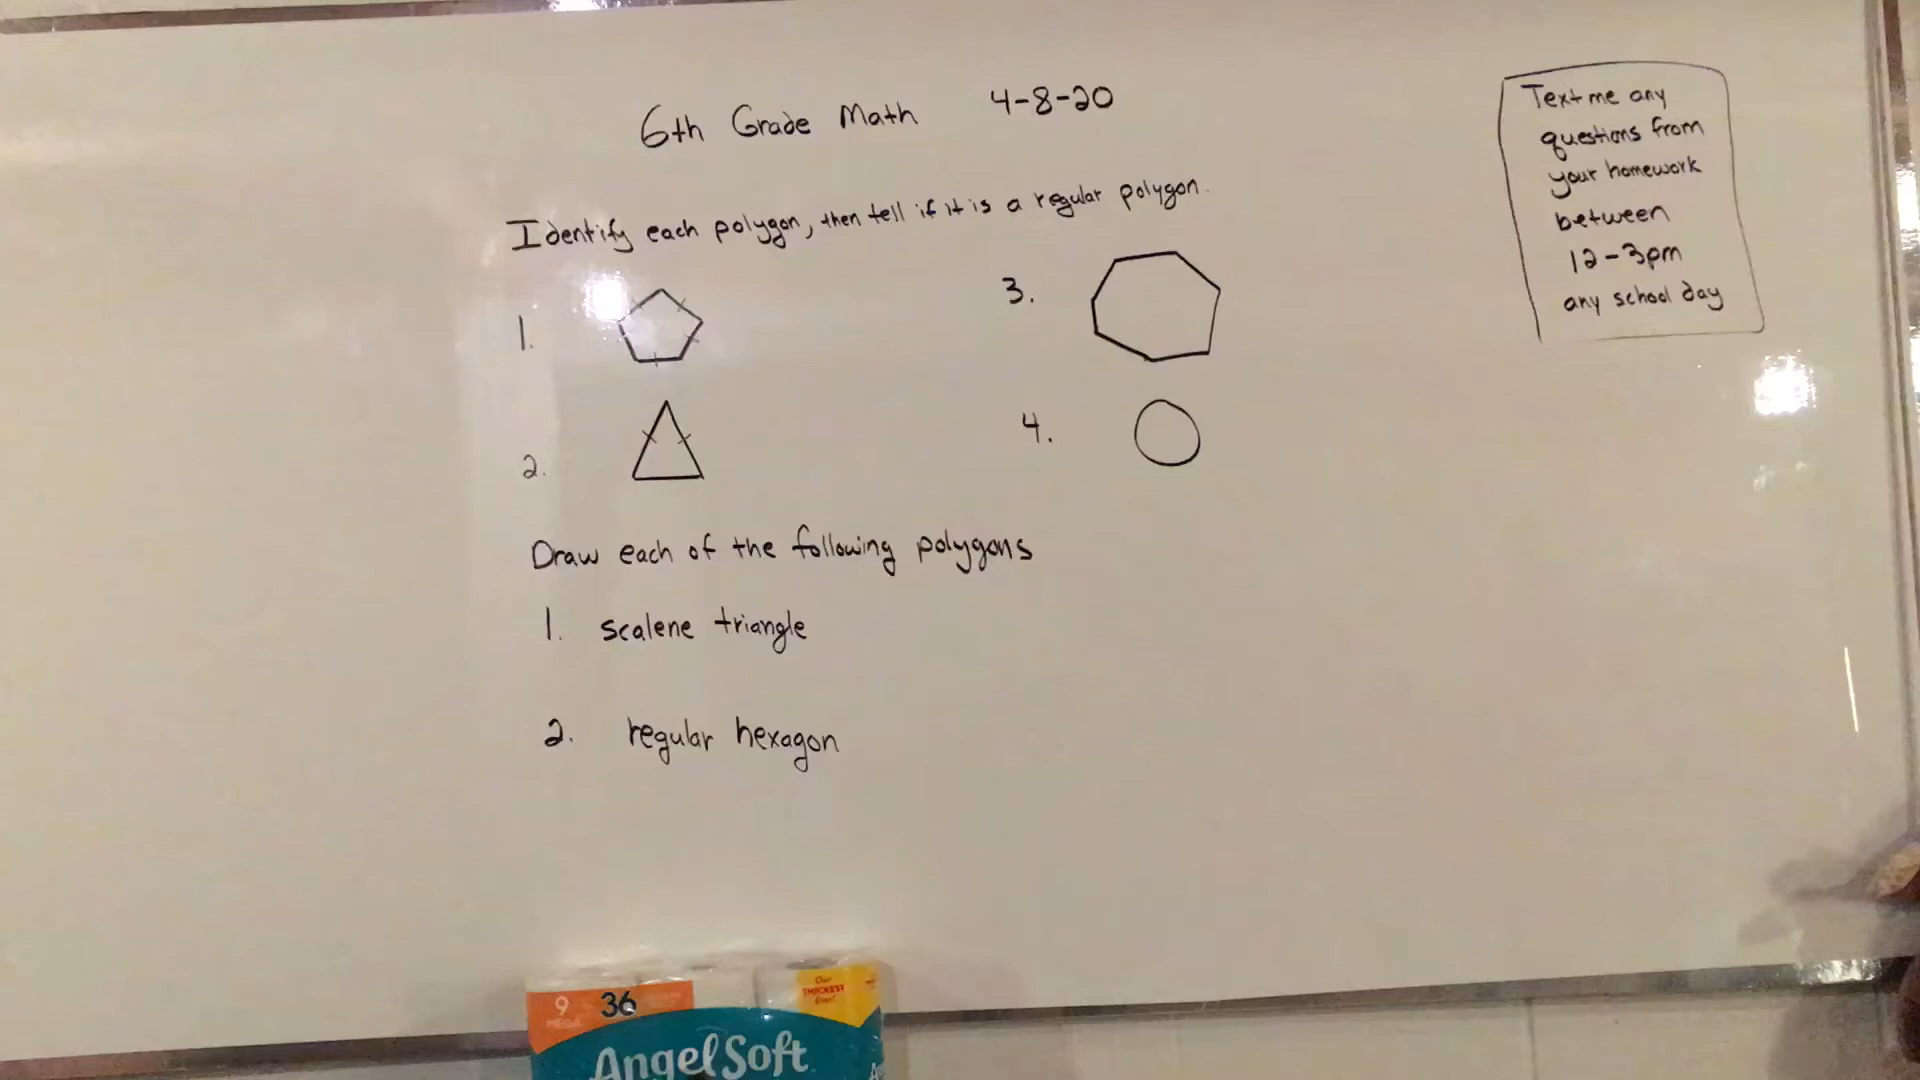 6th Grade Math 4-8-20
Identify each polygon, then tell if it is a regular polygon.
1.
2.
3.
4.
Draw each of the following polygons
1. scalene triangle
2. regular hexagon
Text me any
questions from
your homework
between
12-3pm
any school day
9
MEGA
36
Our
THICKEST
Ever!
Angel Soft